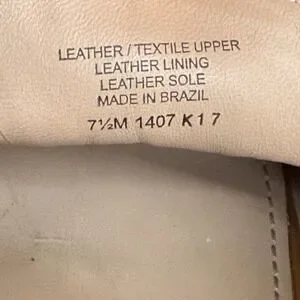 LEATHER / TEXTILE UPPER
LEATHER LINING
LEATHER SOLE
MADE IN BRAZIL
7½M 1407 K17